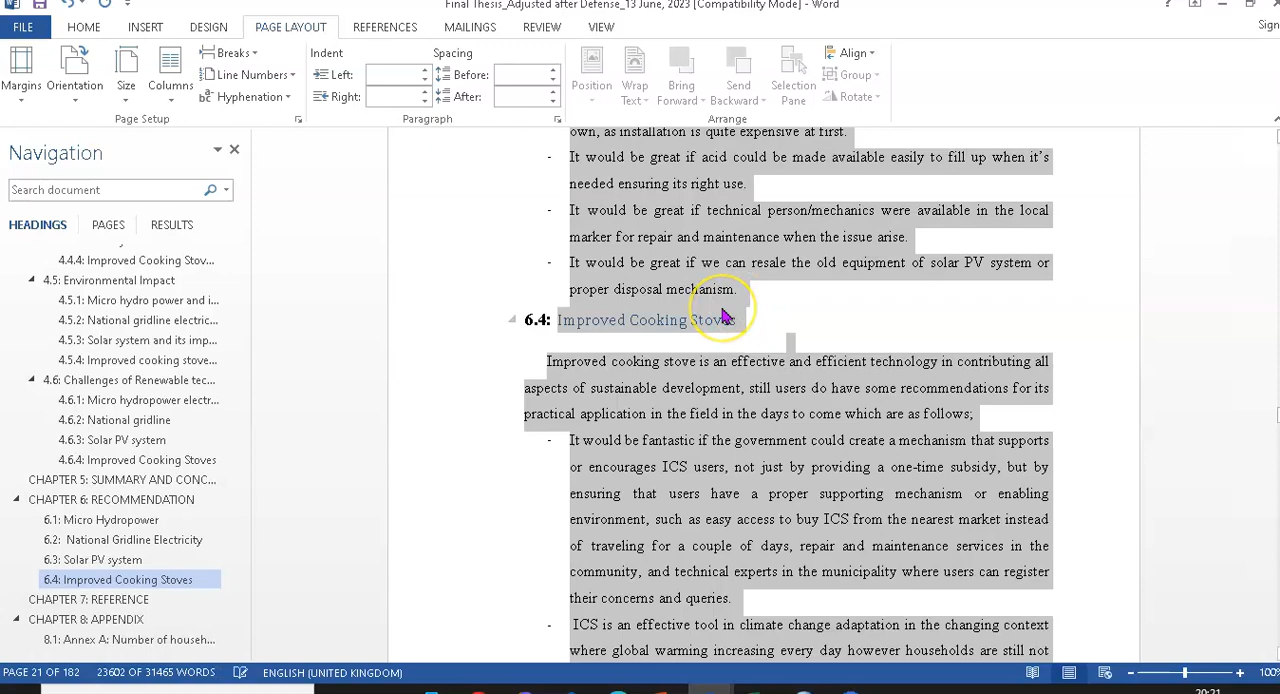 Final Thesis_Adjusted after Defense_13 June, 2023 [Compatibility Mode] - Word
FILE HOME INSERT DESIGN PAGE LAYOUT REFERENCES MAILINGS REVIEW VIEW Sign
Margins Orientation Size Columns
Breaks
Line Numbers
Hyphenation
Page Setup
Indent
Left:
Right:
Spacing
Before:
After:
Paragraph
Position Wrap Text Bring Forward Send Backward Selection Pane
Align
Group
Rotate
Arrange
Navigation
Search document
HEADINGS PAGES RESULTS
4.4.4: Improved Cooking Stov...
4.5: Environmental Impact
4.5.1: Micro hydro power and i...
4.5.2: National gridline electric...
4.5.3: Solar system and its imp...
4.5.4: Improved cooking stove...
4.6: Challenges of Renewable tec...
4.6.1: Micro hydropower electr...
4.6.2: National gridline
4.6.3: Solar PV system
4.6.4: Improved Cooking Stoves
CHAPTER 5: SUMMARY AND CONC...
CHAPTER 6: RECOMMENDATION
6.1: Micro Hydropower
6.2: National Gridline Electricity
6.3: Solar PV system
6.4: Improved Cooking Stoves
CHAPTER 7: REFERENCE
CHAPTER 8: APPENDIX
8.1: Annex A: Number of househ...
own, as installation is quite expensive at first.
- It would be great if acid could be made available easily to fill up when it's
needed ensuring its right use.
- It would be great if technical person/mechanics were available in the local
marker for repair and maintenance when the issue arise.
- It would be great if we can resale the old equipment of solar PV system or
proper disposal mechanism.
6.4: Improved Cooking Stoves
Improved cooking stove is an effective and efficient technology in contributing all
aspects of sustainable development, still users do have some recommendations for its
practical application in the field in the days to come which are as follows;
- It would be fantastic if the government could create a mechanism that supports
or encourages ICS users, not just by providing a one-time subsidy, but by
ensuring that users have a proper supporting mechanism or enabling
environment, such as easy access to buy ICS from the nearest market instead
of traveling for a couple of days, repair and maintenance services in the
community, and technical experts in the municipality where users can register
their concerns and queries.
- ICS is an effective tool in climate change adaptation in the changing context
where global warming increasing every day however households are still not
PAGE 21 OF 182 23602 OF 31465 WORDS ENGLISH (UNITED KINGDOM) 100%
20:21